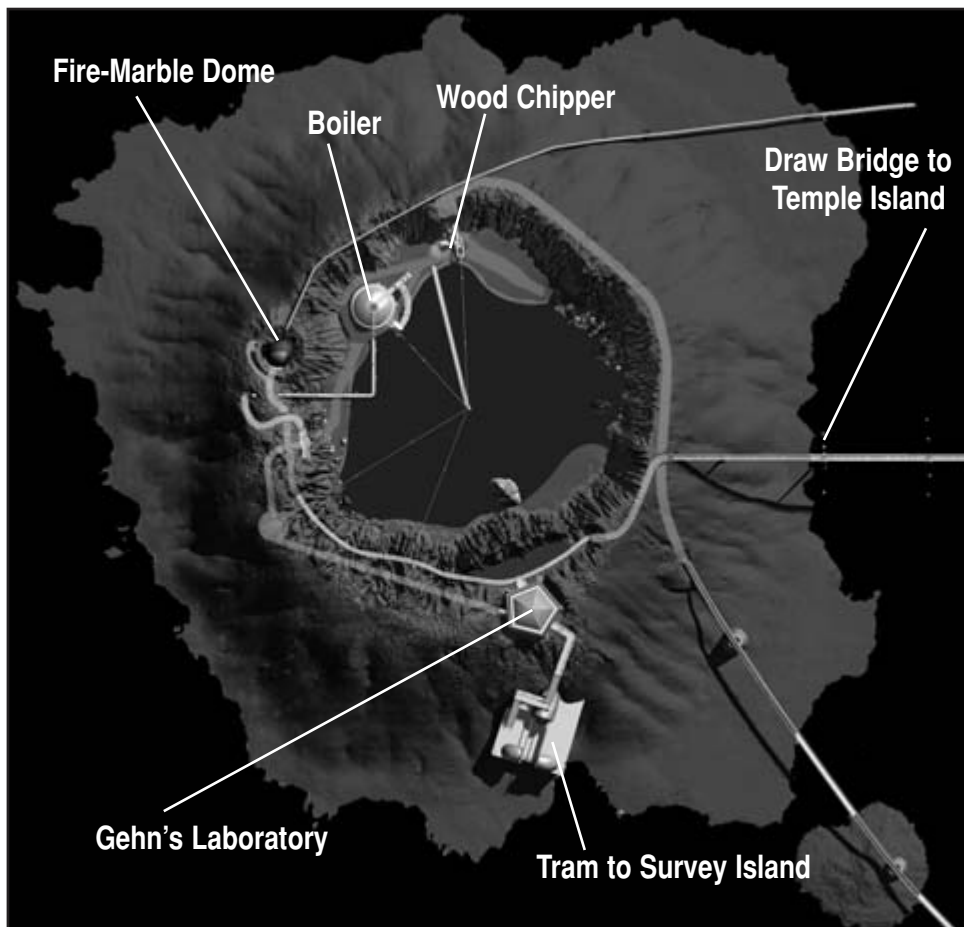 Fire-Marble Dome
Wood Chipper
Boiler
Draw Bridge to
Temple Island
Gehn's Laboratory
Tram to Survey Island